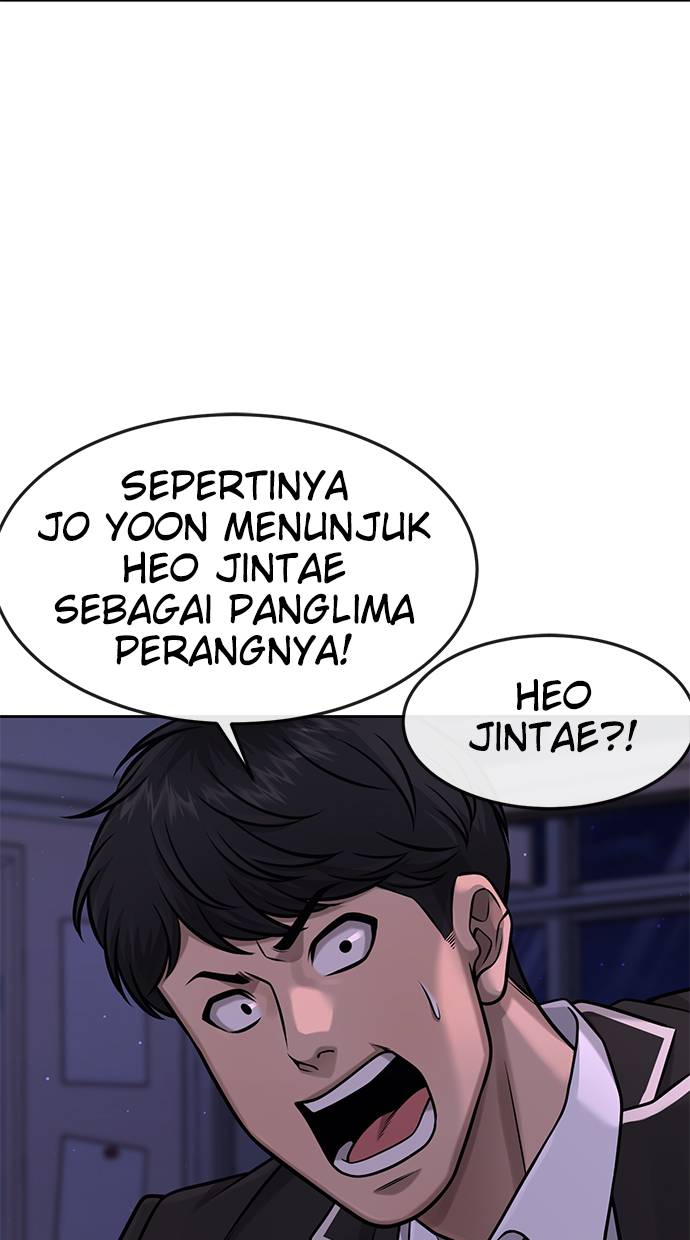 SEPERTINYA
JO YOON MENUNJUK
HEO JINTAE
SEBAGAI PANGLIMA
PERANGNYA!
HEO
JINTAE?!